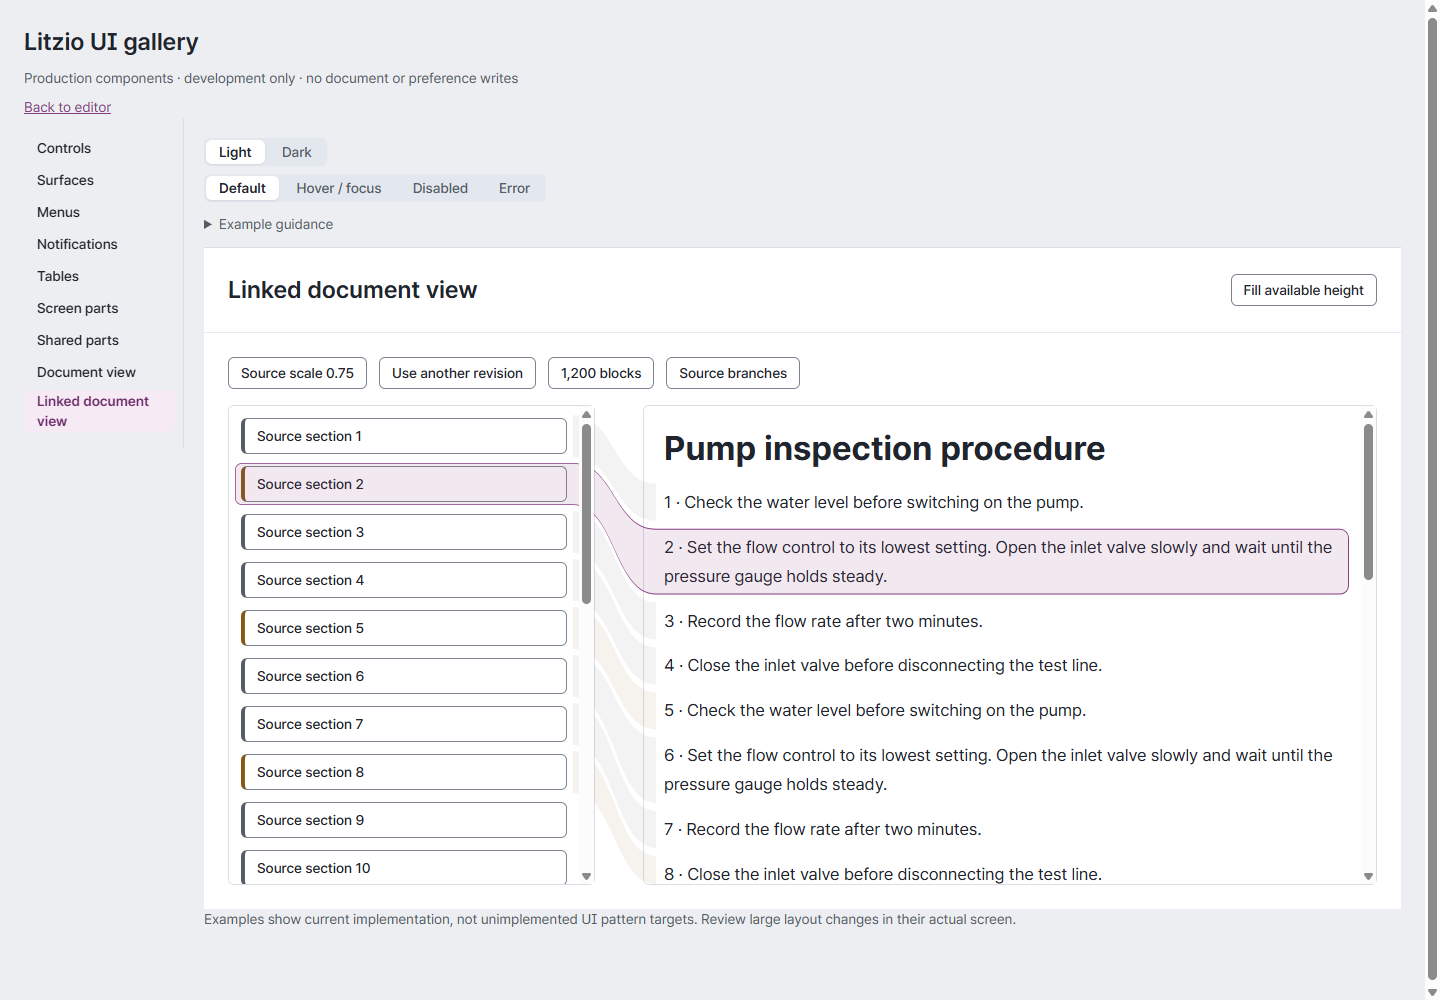 Litzio UI gallery
Production components · development only · no document or preference writes
Back to editor
Controls
Surfaces
Menus
Notifications
Tables
Screen parts
Shared parts
Document view
Linked document
view
Light Dark
Default Hover / focus Disabled Error
Example guidance
Linked document view
Fill available height
Source scale 0.75 Use another revision 1,200 blocks Source branches
Source section 1
Source section 2
Source section 3
Source section 4
Source section 5
Source section 6
Source section 7
Source section 8
Source section 9
Source section 10
Pump inspection procedure
1 · Check the water level before switching on the pump.
2 · Set the flow control to its lowest setting. Open the inlet valve slowly and wait until the
pressure gauge holds steady.
3 · Record the flow rate after two minutes.
4 · Close the inlet valve before disconnecting the test line.
5 · Check the water level before switching on the pump.
6 · Set the flow control to its lowest setting. Open the inlet valve slowly and wait until the
pressure gauge holds steady.
7 · Record the flow rate after two minutes.
8 · Close the inlet valve before disconnecting the test line.
Examples show current implementation, not unimplemented UI pattern targets. Review large layout changes in their actual screen.